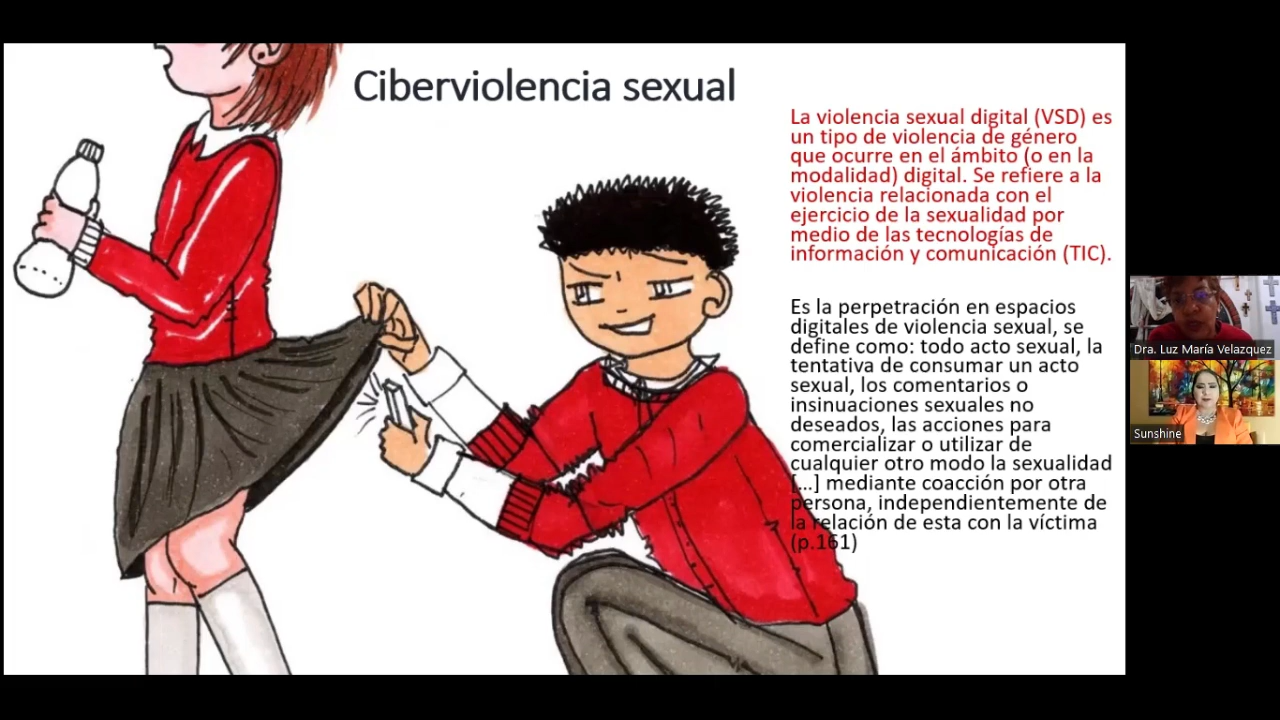 Ciberviolencia sexual
La violencia sexual digital (VSD) es
un tipo de violencia de género
que ocurre en el ámbito (o en la
modalidad) digital. Se refiere a la
violencia relacionada con el
ejercicio de la sexualidad por
medio de las tecnologías de
información y comunicación (TIC).
Es la perpetración en espacios
digitales de violencia sexual, se
define como: todo acto sexual, la
tentativa de consumar un acto
sexual, los comentarios o
insinuaciones sexuales no
deseados, las acciones para
comercializar o utilizar de
cualquier otro modo la sexualidad
[...] mediante coacción por otra
persona, independientemente de
la relación de esta con la víctima
(p.161)
Dra. Luz María Velazquez
Sunshine